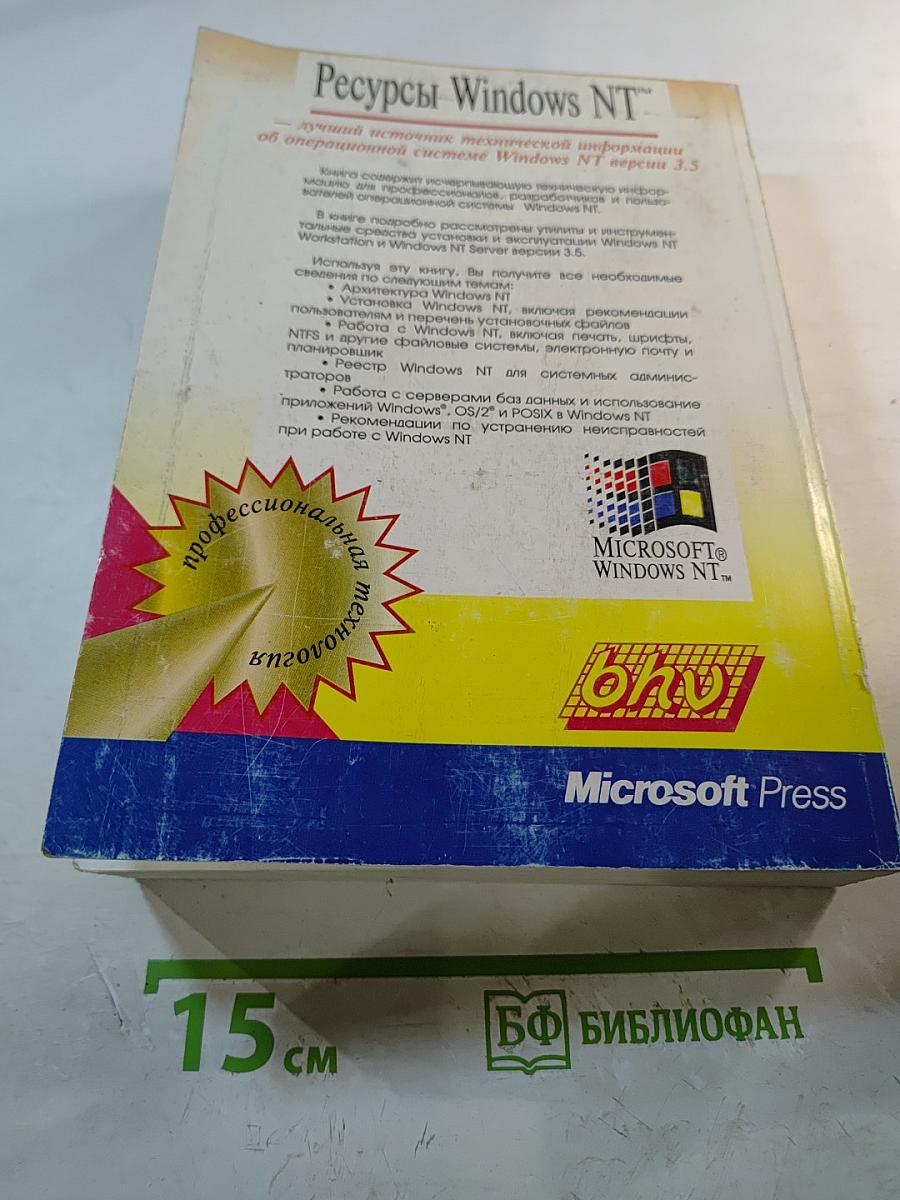 Ресурсы Windows NT™
— лучший источник технической информации
об операционной системе Windows NT версии 3.5
Книга содержит исчерпывающую техническую инфор-
мацию для профессионалов, разработчиков и пользо-
вателей операционной системы Windows NT.
В книге подробно рассмотрены утилиты и инструмен-
тальные средства установки и эксплуатации Windows NT
Workstation и Windows NT Server версии 3.5.
Используя эту книгу, Вы получите все необходимые
сведения по следующим темам:
• Архитектура Windows NT
• Установка Windows NT, включая рекомендации
пользователям и перечень установочных файлов
• Работа с Windows NT, включая печать, шрифты,
NTFS и другие файловые системы, электронную почту и
планировщик
• Реестр Windows NT для системных админис-
траторов
• Работа с серверами баз данных и использование
приложений Windows®, OS/2® и POSIX в Windows NT
• Рекомендации по устранению неисправностей
при работе с Windows NT
профессиональная технология
MICROSOFT®
WINDOWS NT™
bhv
Microsoft Press
15 см
БФ БИБЛИОФАН